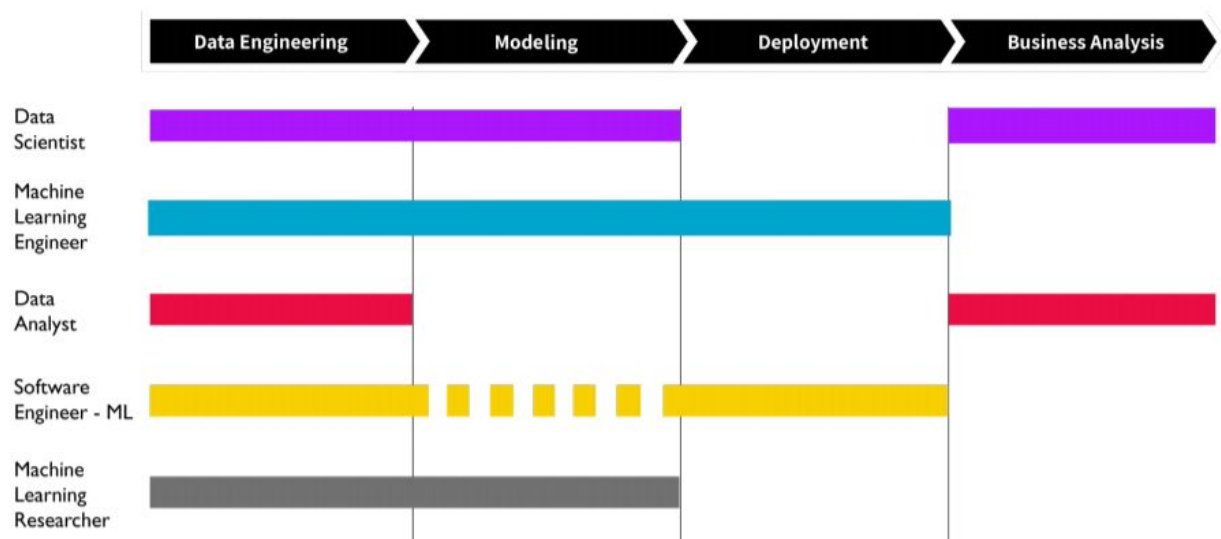 Data Engineering
Modeling
Deployment
Business Analysis
Data
Scientist
Machine
Learning
Engineer
Data
Analyst
Software
Engineer - ML
Machine
Learning
Researcher